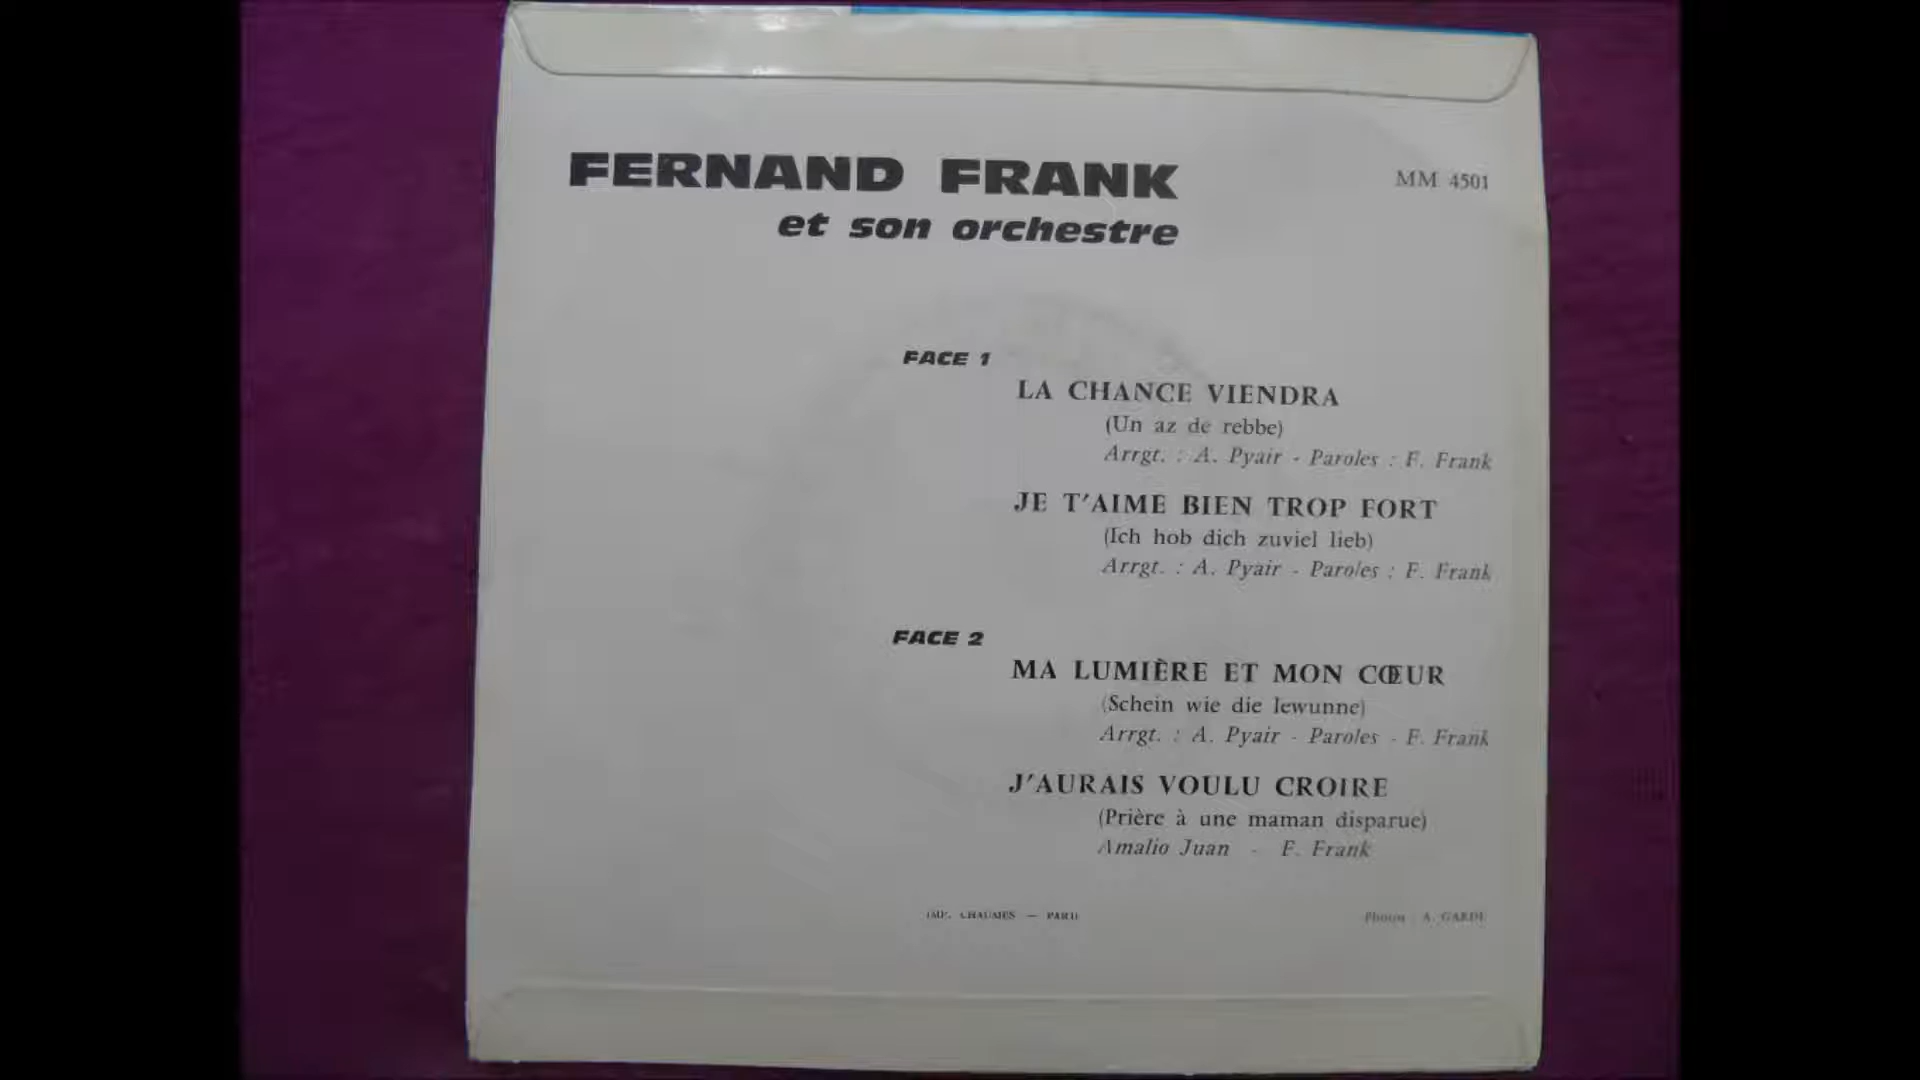 FERNAND FRANK
MM 4501
et son orchestre
FACE 1
LA CHANCE VIENDRA
(Un az de rebbe)
Arrgt. : A. Pyair - Paroles : F. Frank
JE T'AIME BIEN TROP FORT
(Ich hob dich zuviel lieb)
Arrgt. : A. Pyair - Paroles : F. Frank
FACE 2
MA LUMIÈRE ET MON CŒUR
(Schein wie die lewunne)
Arrgt. : A. Pyair - Paroles - F. Frank
J'AURAIS VOULU CROIRE
(Prière à une maman disparue)
Amalio Juan - F. Frank
CHAUMES —
A.